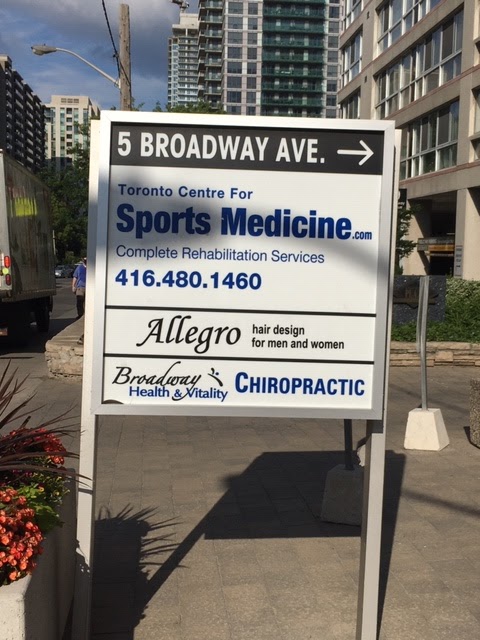 5 BROADWAY AVE. →
Toronto Centre For
Sports Medicine.com
Complete Rehabilitation Services
416.480.1460
Allegro hair design
for men and women
Broadway
Health & Vitality CHIROPRACTIC